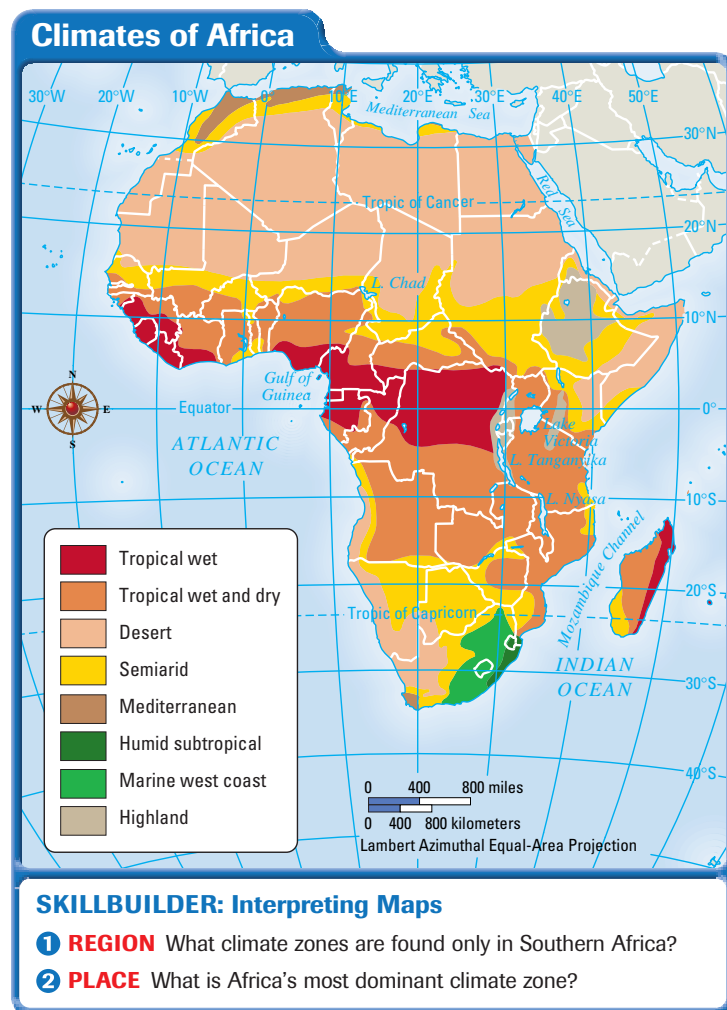 Climates of Africa
30°W 20°W 10°W 0° 10°E 20°E 30°E 40°E 50°E
Mediterranean Sea
30°N
Red Sea
Tropic of Cancer
20°N
L. Chad
10°N
Gulf of
Guinea
N
W E
S
Equator
0°
Lake
Victoria
ATLANTIC
OCEAN
L. Tanganyika
L. Nyasa
10°S
Mozambique Channel
20°S
Tropic of Capricorn
INDIAN
OCEAN
30°S
40°S
Tropical wet
Tropical wet and dry
Desert
Semiarid
Mediterranean
Humid subtropical
Marine west coast
Highland
0 400 800 miles
0 400 800 kilometers
Lambert Azimuthal Equal-Area Projection
SKILLBUILDER: Interpreting Maps
1 REGION What climate zones are found only in Southern Africa?
2 PLACE What is Africa's most dominant climate zone?